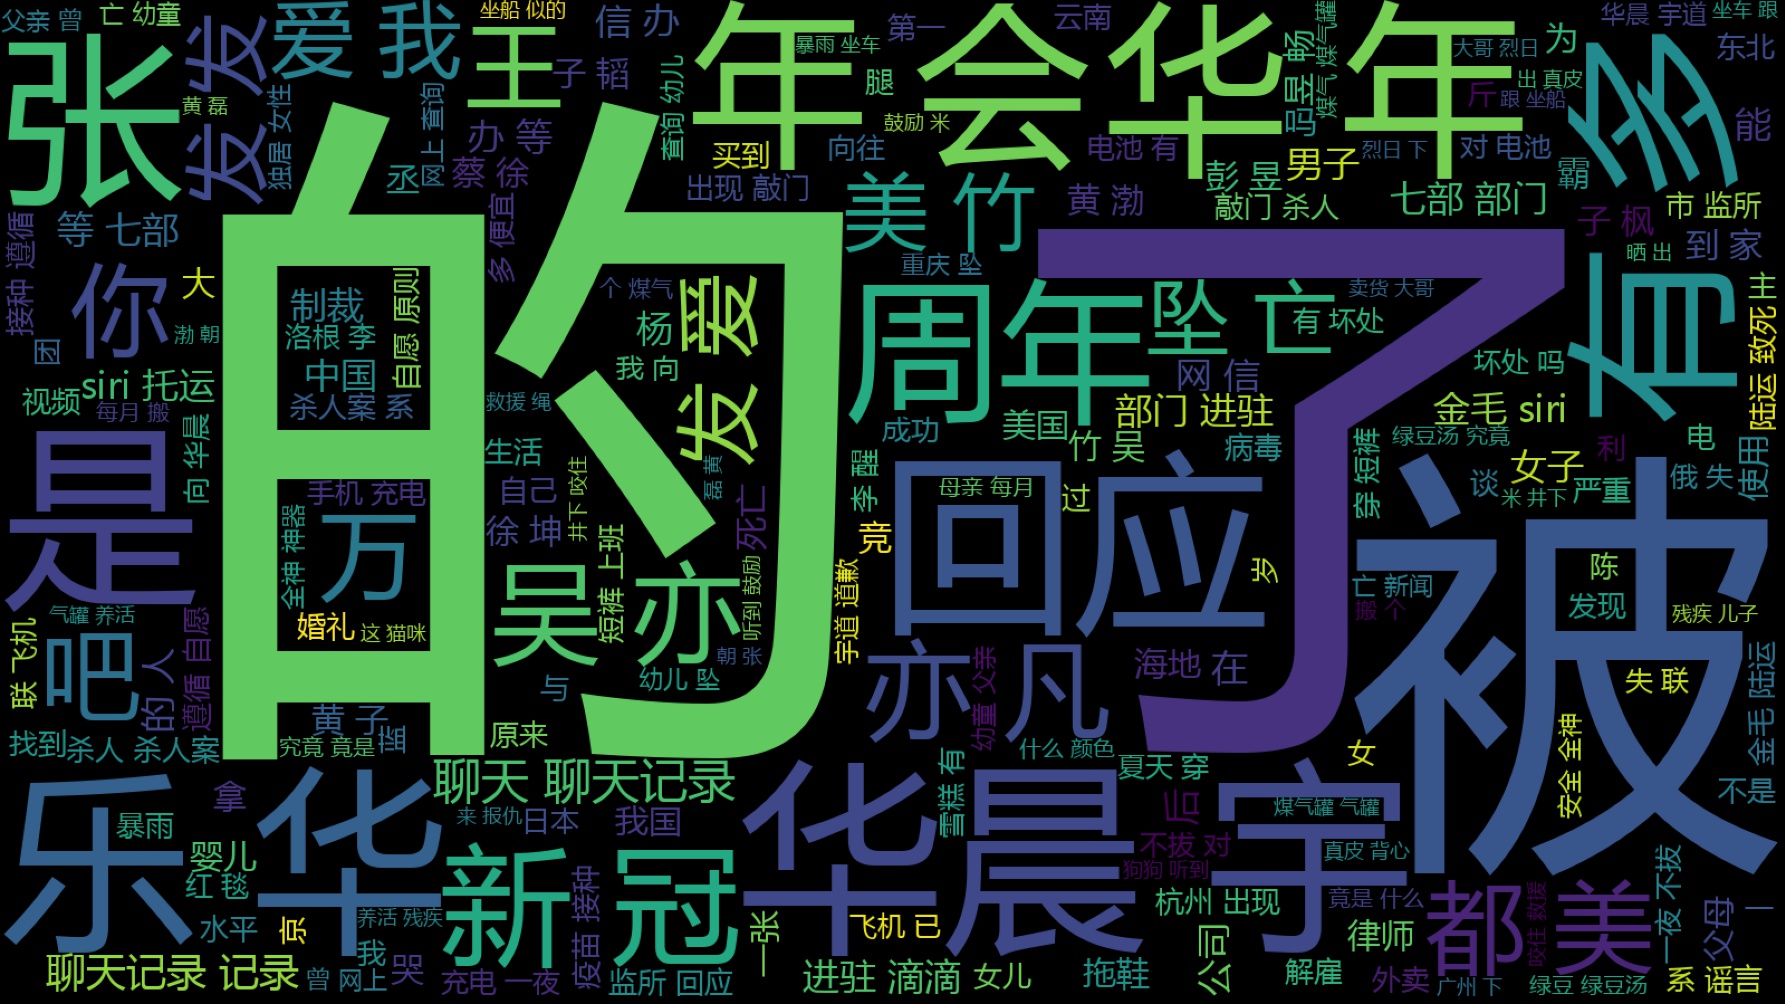 父亲 曾
亡 幼童
发 发
爱 我
坐船 似的
王
信 办
子 韬
年 会
暴雨 坐车
第一
云南
华 年
煤气 煤气罐
昱 畅
大哥 烈日
为
华晨 宇道
坐车 跟
东北
张
黄 磊
独居 女性
网上 查询
查询 幼儿
腿
鼓励 米
吗
斤
出 真皮
跟 坐船
多
能
办 等
蔡 徐
丞
买到
向往
电池 有
男子
烈日 下
对 电池
出现 敲门
美 竹
黄 渤
彭 昱
敲门 杀人
七部 部门
霸
市 监所
等 七部
接种 遵循
多 便宜
的
子 枫
到 家
晒 出
你
大
渤 朝
团
制裁
洛根 李
自愿 原则
中国
杀人案 系
个 煤气
杨
我 向
发 爱
重庆 坠
周年
坠 亡
卖货 大哥
有 坏处
了
有
主
陆运 致死
siri 托运
视频
每月 搬
救援 绳
成功
美国
网 信
部门 进驻
坏处 吗
金毛 siri
是
向 华晨
手机 充电
全神 神器
万
生活
自己
徐 坤
井下 咬住
磊 黄
死亡
竹 吴
病毒
李 醒
母亲 每月
过
穿 短裤
绿豆汤 究竟
电
利
女子
谈
米 井下
严重
俄 失
使用
竞
回应
岁
被
气罐 养活
婚礼
这 猫咪
吴 亦
短裤 上班
听到 鼓励
宇道 道歉
朝 张
幼儿 坠
亡 新闻
搬 个
陈
发现
残疾 儿子
联 飞机
吧
的 人
遵循 自愿
与
亦 凡
幼童 父亲
海地 在
失 联
金毛 陆运
找到
杀人 杀人案
黄 子
究竟 竟是
原来
什么 颜色
夏天 穿
女
安全 全神
不是
乐 华
拿
暴雨
聊天 聊天记录
来 报仇
日本
我国
华晨
雪糕 有
后
宇
煤气罐 气罐
不拔 对
狗狗 听到
真皮 背心
婴儿
红 毯
水平
京
养活 残疾
我
哭
新 冠
疫苗 接种
一张
飞机 已
杭州 出现
竟是 什么
律师
都 美
咬住 救援
一夜 不拔
父母
一
聊天记录 记录
曾 网上
充电 一夜
监所 回应
进驻 滴滴
女儿
拖鞋
公司
解雇
外卖
广州 下
绿豆 绿豆汤
系 谣言